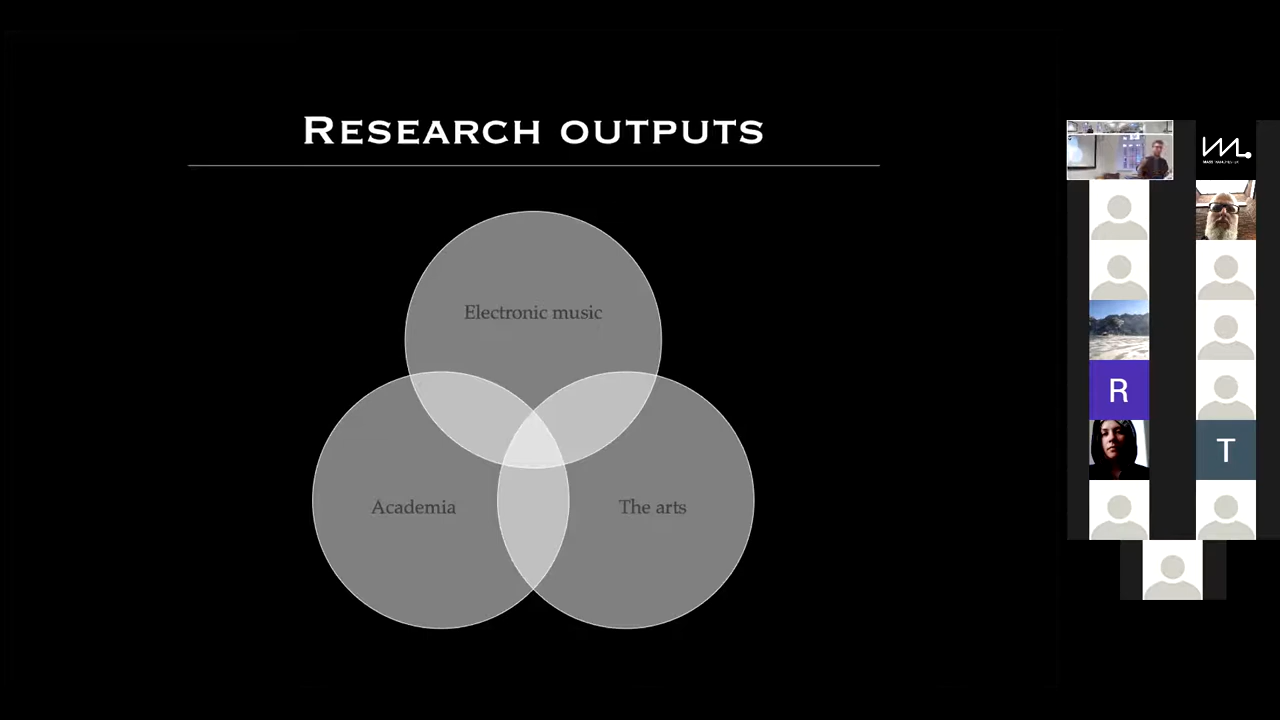 Research outputs
Electronic music
Academia
The arts
R
T